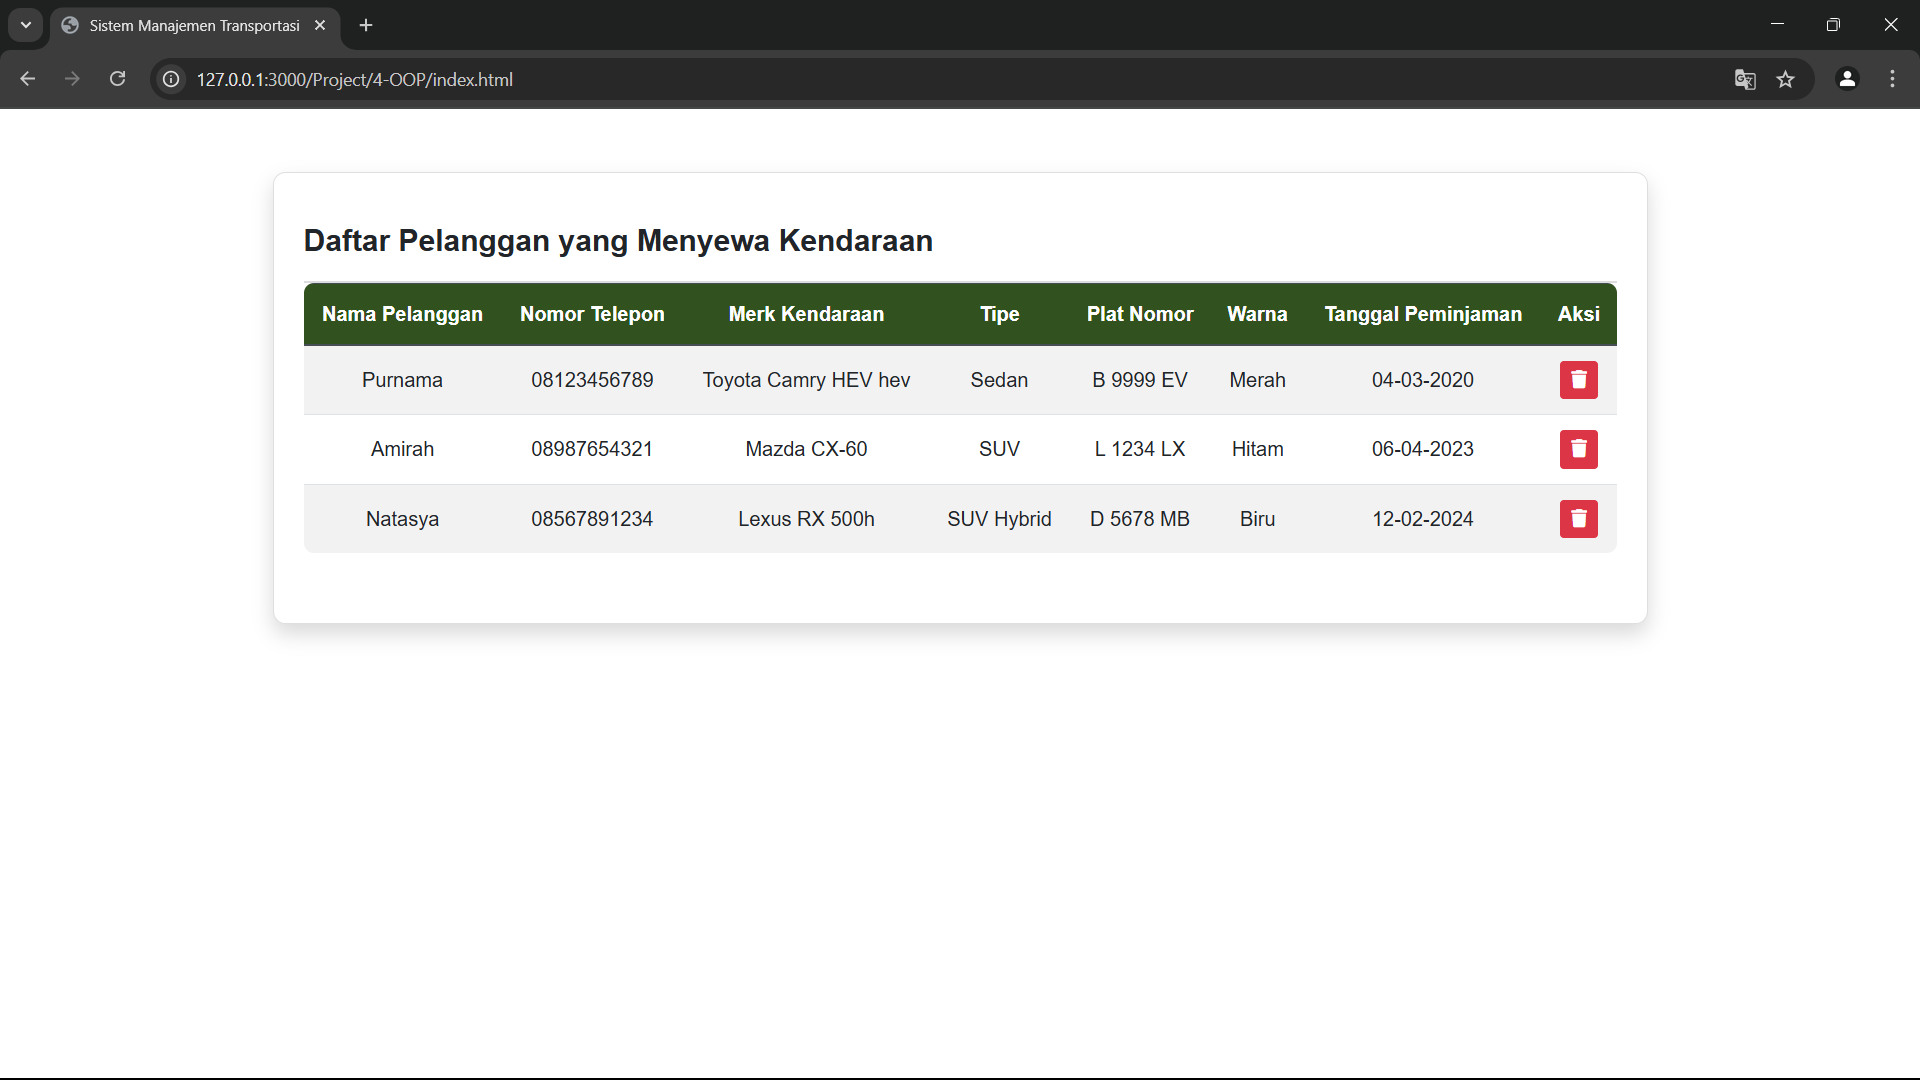 Sistem Manajemen Transportasi
127.0.0.1:3000/Project/4-OOP/index.html
Daftar Pelanggan yang Menyewa Kendaraan
Nama Pelanggan Nomor Telepon Merk Kendaraan Tipe Plat Nomor Warna Tanggal Peminjaman Aksi
Purnama 08123456789 Toyota Camry HEV hev Sedan B 9999 EV Merah 04-03-2020
Amirah 08987654321 Mazda CX-60 SUV L 1234 LX Hitam 06-04-2023
Natasya 08567891234 Lexus RX 500h SUV Hybrid D 5678 MB Biru 12-02-2024